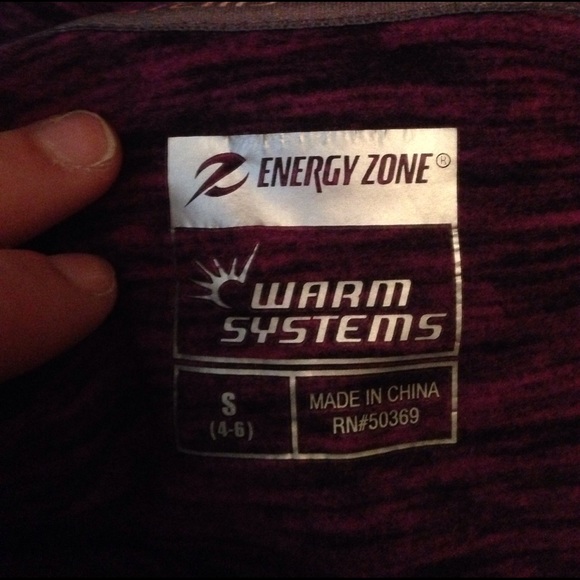 ENERGY ZONE®
WARM
SYSTEMS
S
(4-6)
MADE IN CHINA
RN#50369